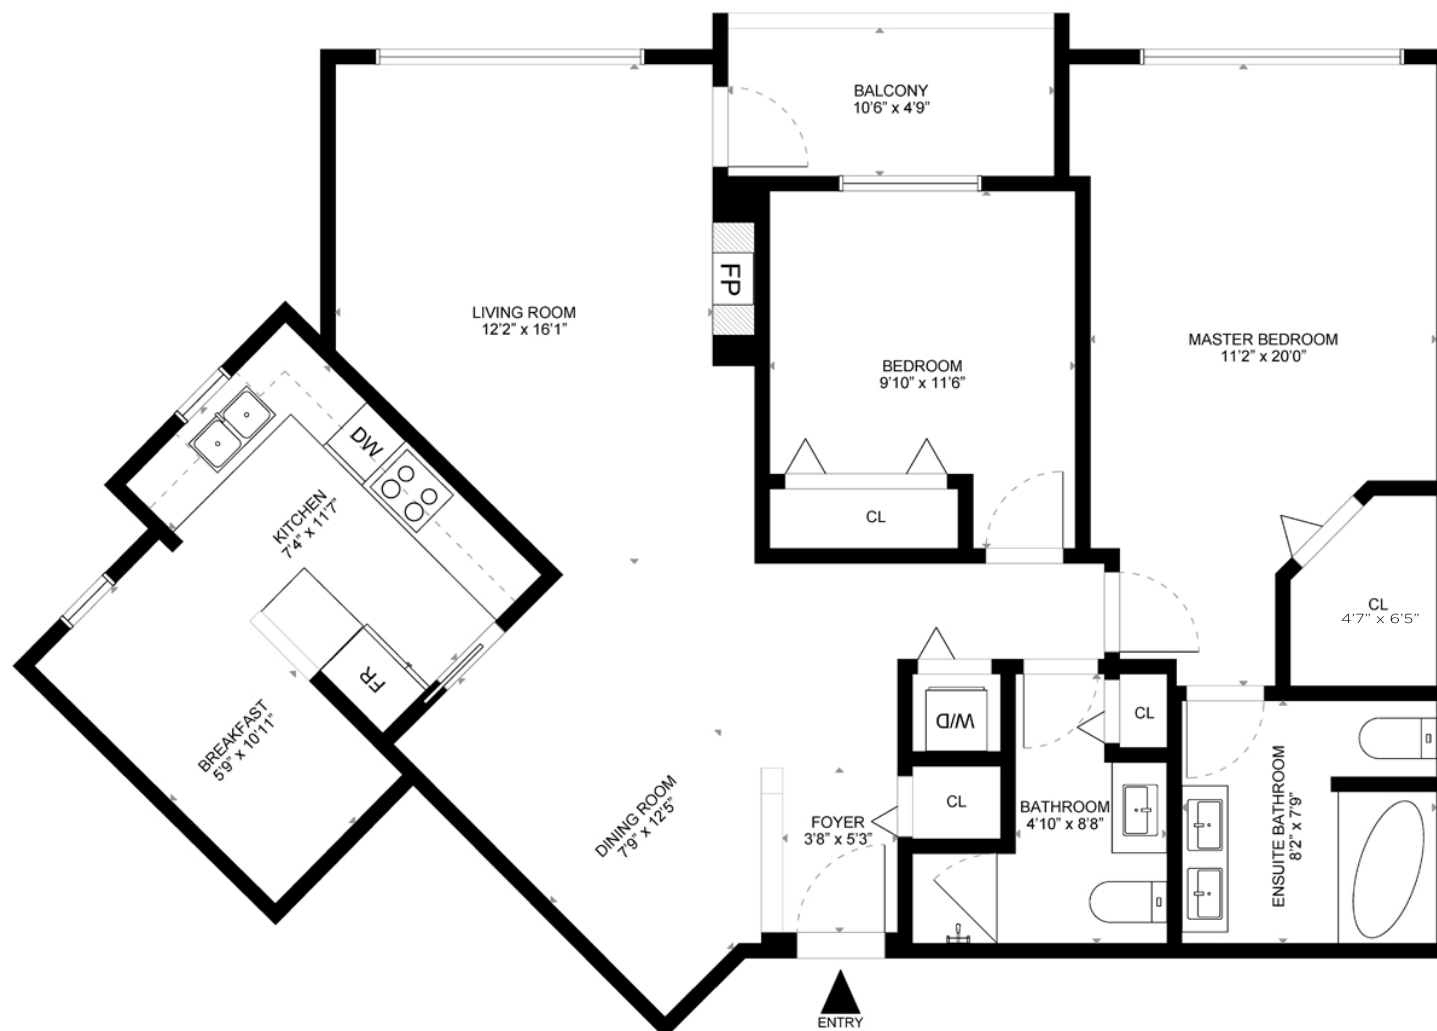 BALCONY
10'6" x 4'9"
LIVING ROOM
12'2" x 16'1"
FP
MASTER BEDROOM
11'2" x 20'0"
BEDROOM
9'10" x 11'6"
DW
KITCHEN
7'4" x 11'7"
CL
CL
4'7" x 6'5"
FR
BREAKFAST
5'9" x 10'11"
W/D
CL
DINING ROOM
7'9" x 12'5"
FOYER
3'8" x 5'3"
CL
BATHROOM
4'10" x 8'8"
ENSUITE BATHROOM
8'2" x 7'9"
ENTRY